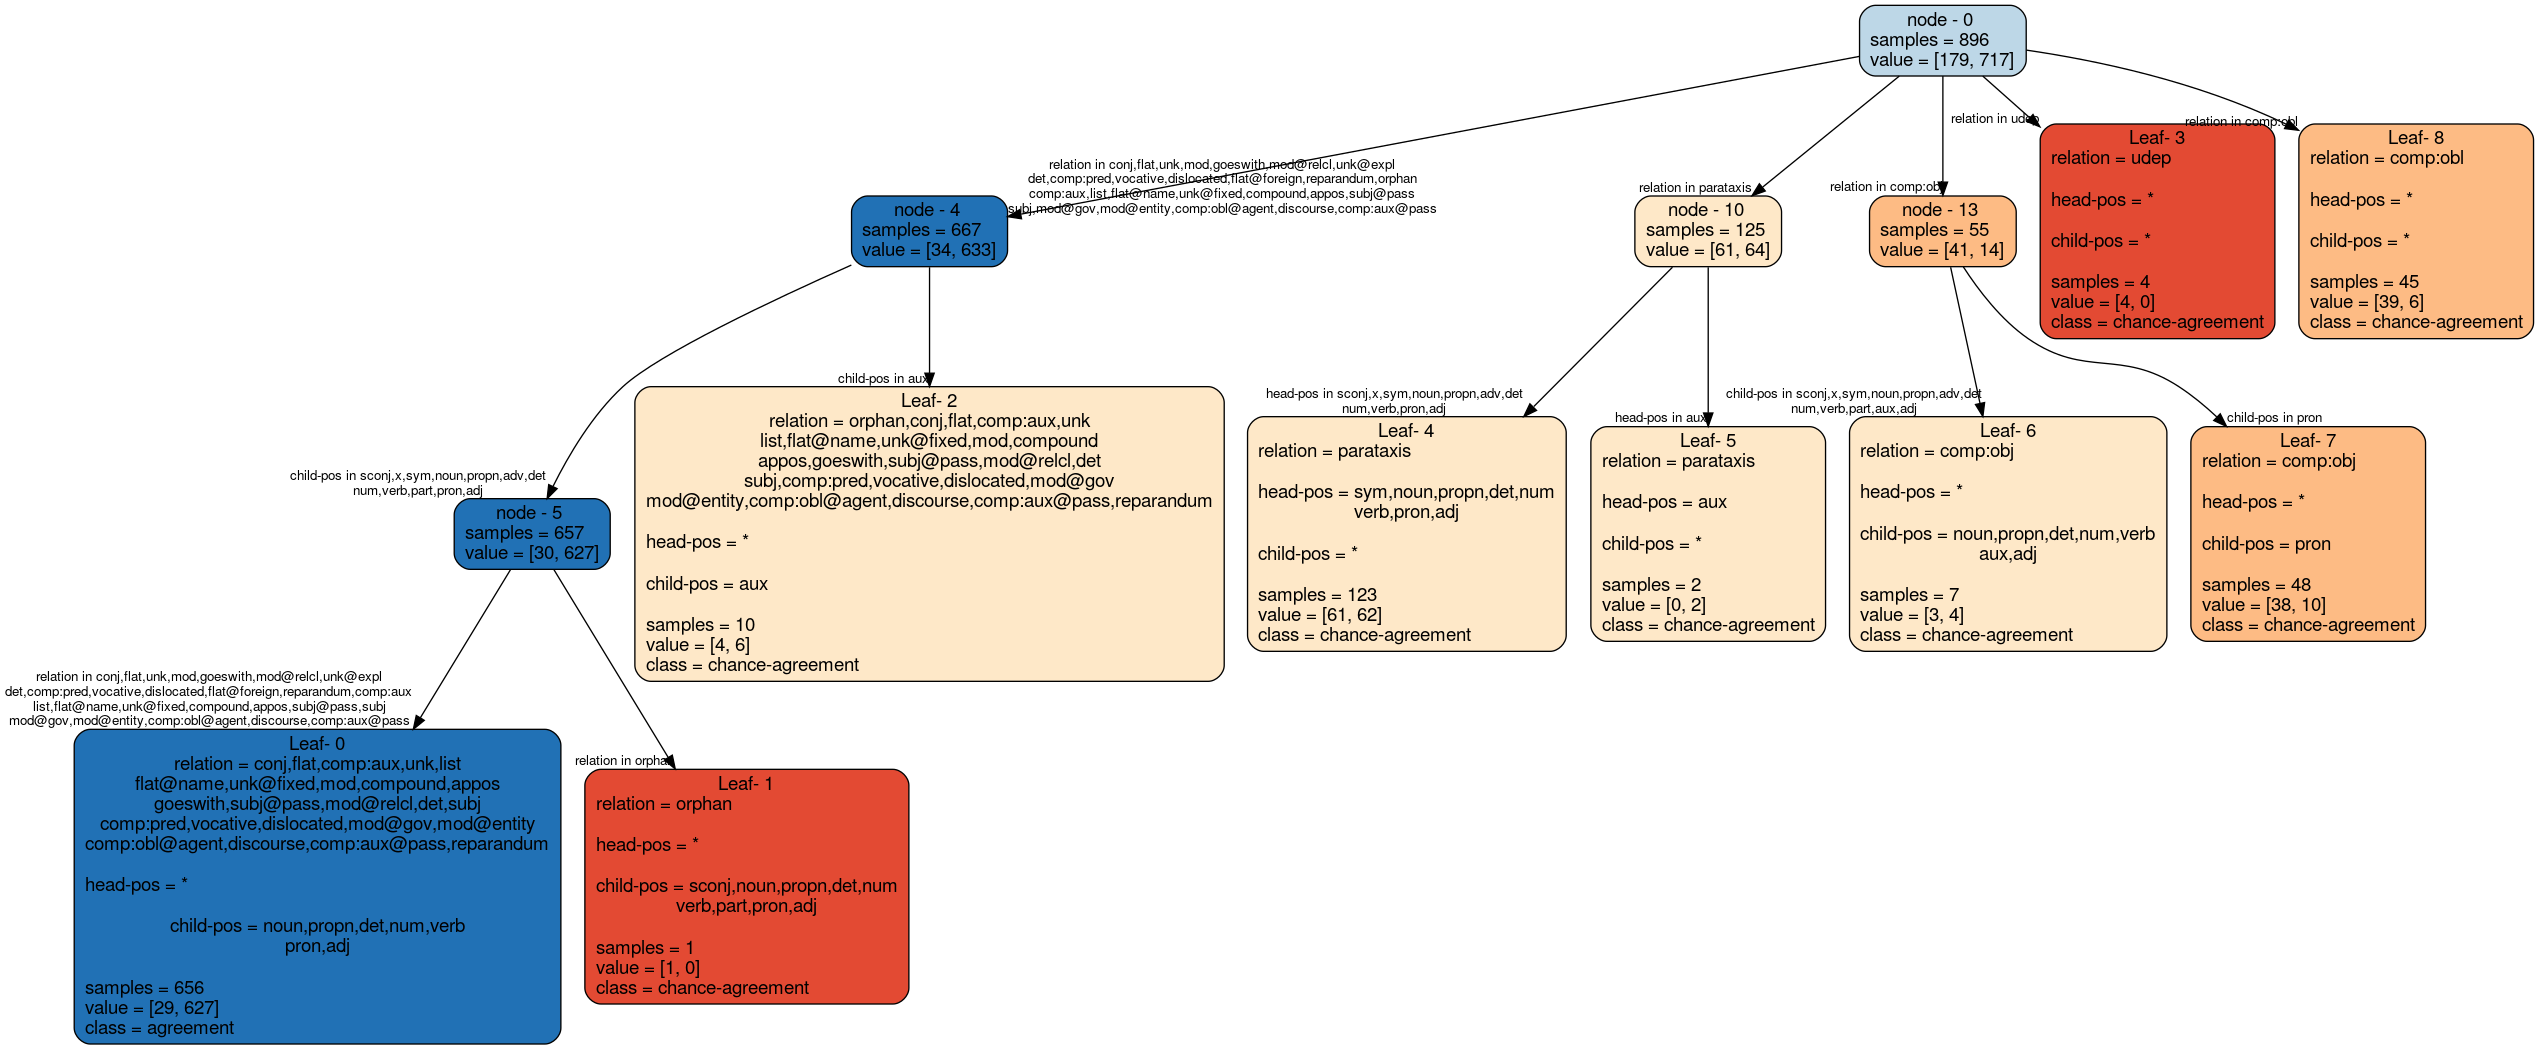 node - 0
samples = 896
value = [179, 717]
relation in conj,flat,unk,mod,goeswith,mod@relcl,unk@expl
det,comp:pred,vocative,dislocated,flat@foreign,reparandum,orphan
comp:aux,list,flat@name,unk@fixed,compound,appos,subj@pass
subj,mod@gov,mod@entity,comp:obl@agent,discourse,comp:aux@pass
relation in parataxis
relation in comp:obj
relation in udep
relation in comp:obl
node - 4
samples = 667
value = [34, 633]
node - 10
samples = 125
value = [61, 64]
node - 13
samples = 55
value = [41, 14]
Leaf- 3
relation = udep
head-pos = *
child-pos = *
samples = 4
value = [4, 0]
class = chance-agreement
Leaf- 8
relation = comp:obl
head-pos = *
child-pos = *
samples = 45
value = [39, 6]
class = chance-agreement
child-pos in sconj,x,sym,noun,propn,adv,det
num,verb,part,pron,adj
child-pos in aux
head-pos in sconj,x,sym,noun,propn,adv,det
num,verb,pron,adj
head-pos in aux
child-pos in sconj,x,sym,noun,propn,adv,det
num,verb,part,aux,adj
child-pos in pron
node - 5
samples = 657
value = [30, 627]
Leaf- 2
relation = orphan,conj,flat,comp:aux,unk
list,flat@name,unk@fixed,mod,compound
appos,goeswith,subj@pass,mod@relcl,det
subj,comp:pred,vocative,dislocated,mod@gov
mod@entity,comp:obl@agent,discourse,comp:aux@pass,reparandum
head-pos = *
child-pos = aux
samples = 10
value = [4, 6]
class = chance-agreement
Leaf- 4
relation = parataxis
head-pos = sym,noun,propn,det,num
verb,pron,adj
child-pos = *
samples = 123
value = [61, 62]
class = chance-agreement
Leaf- 5
relation = parataxis
head-pos = aux
child-pos = *
samples = 2
value = [0, 2]
class = chance-agreement
Leaf- 6
relation = comp:obj
head-pos = *
child-pos = noun,propn,det,num,verb
aux,adj
samples = 7
value = [3, 4]
class = chance-agreement
Leaf- 7
relation = comp:obj
head-pos = *
child-pos = pron
samples = 48
value = [38, 10]
class = chance-agreement
relation in conj,flat,unk,mod,goeswith,mod@relcl,unk@expl
det,comp:pred,vocative,dislocated,flat@foreign,reparandum,comp:aux
list,flat@name,unk@fixed,compound,appos,subj@pass,subj
mod@gov,mod@entity,comp:obl@agent,discourse,comp:aux@pass
relation in orphan
Leaf- 0
relation = conj,flat,comp:aux,unk,list
flat@name,unk@fixed,mod,compound,appos
goeswith,subj@pass,mod@relcl,det,subj
comp:pred,vocative,dislocated,mod@gov,mod@entity
comp:obl@agent,discourse,comp:aux@pass,reparandum
head-pos = *
child-pos = noun,propn,det,num,verb
pron,adj
samples = 656
value = [29, 627]
class = agreement
Leaf- 1
relation = orphan
head-pos = *
child-pos = sconj,noun,propn,det,num
verb,part,pron,adj
samples = 1
value = [1, 0]
class = chance-agreement